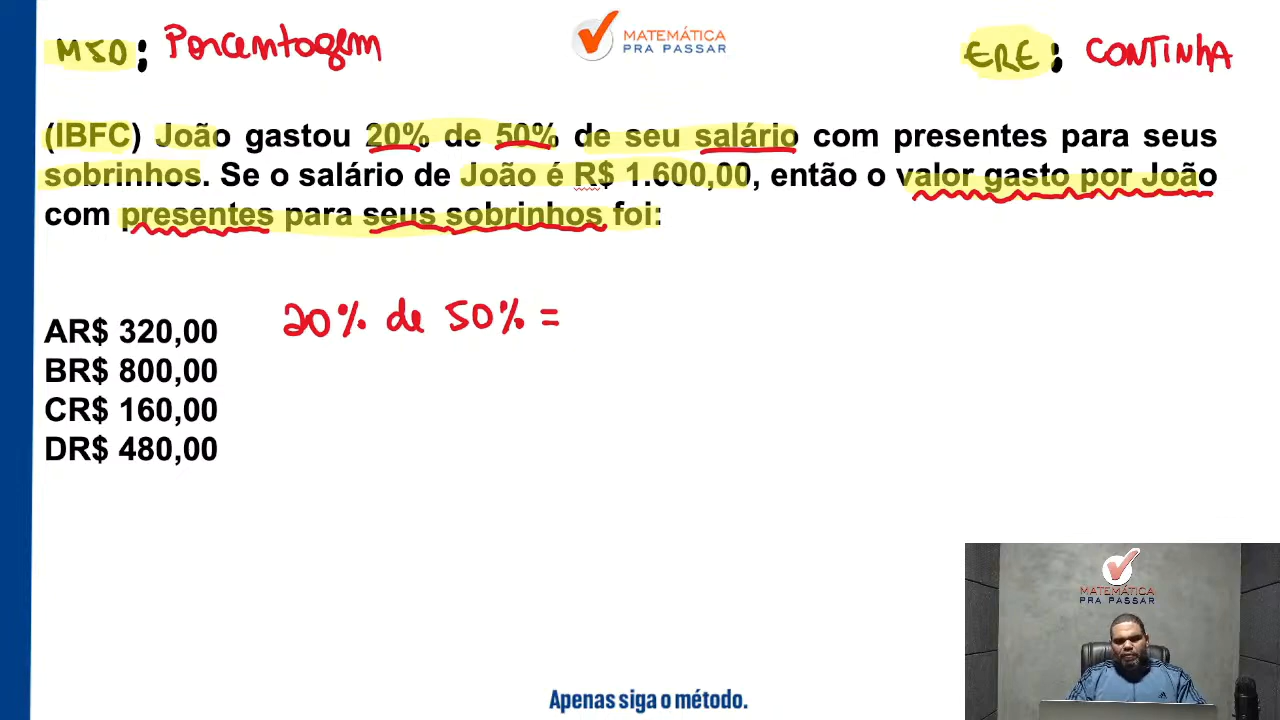 MSD: Porcentagem
MATEMÁTICA
PRA PASSAR
ERE: CONTINHA
(IBFC) João gastou 20% de 50% de seu salário com presentes para seus
sobrinhos. Se o salário de João é R$ 1.600,00, então o valor gasto por João
com presentes para seus sobrinhos foi:
AR$ 320,00
20% de 50% =
BR$ 800,00
CR$ 160,00
DR$ 480,00
MATEMÁTICA
PRA PASSAR
Apenas siga o método.